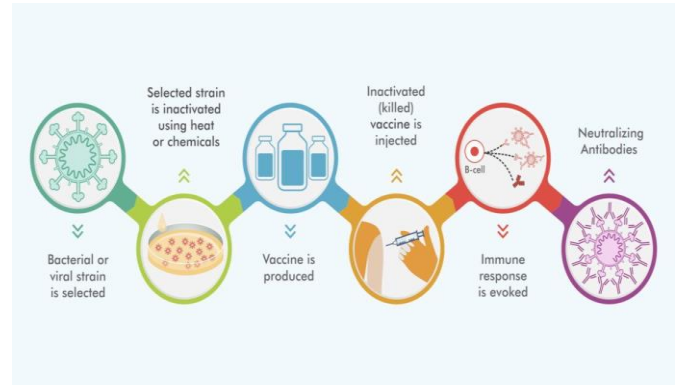 Bacterial or
viral strain
is selected
Selected strain
is inactivated
using heat
or chemicals
Vaccine is
produced
Inactivated
(killed)
vaccine is
injected
B-cell
Immune
response
is evoked
Neutralizing
Antibodies